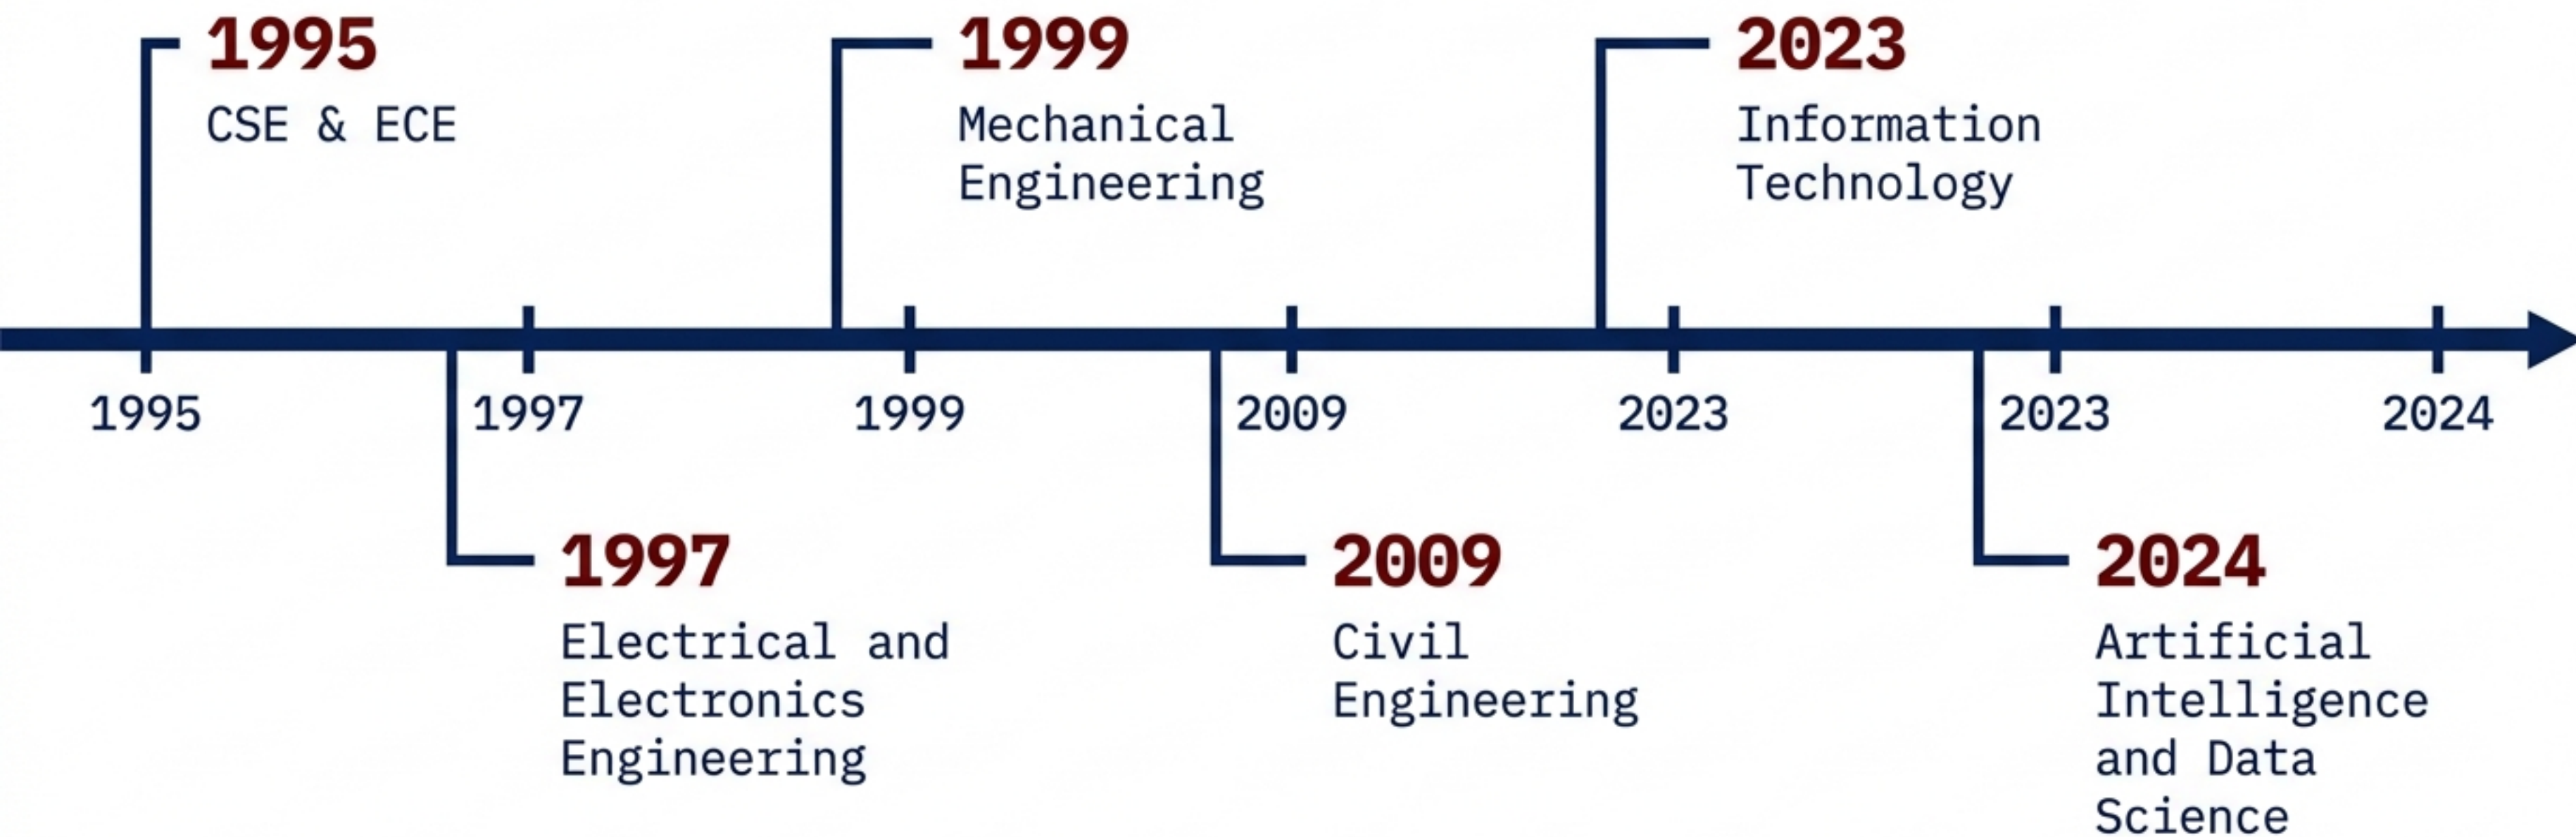 1995
CSE & ECE
1999
Mechanical
Engineering
2023
Information
Technology
1995
1997
1999
2009
2023
2023
2024
1997
Electrical and
Electronics
Engineering
2009
Civil
Engineering
2024
Artificial
Intelligence
and Data
Science